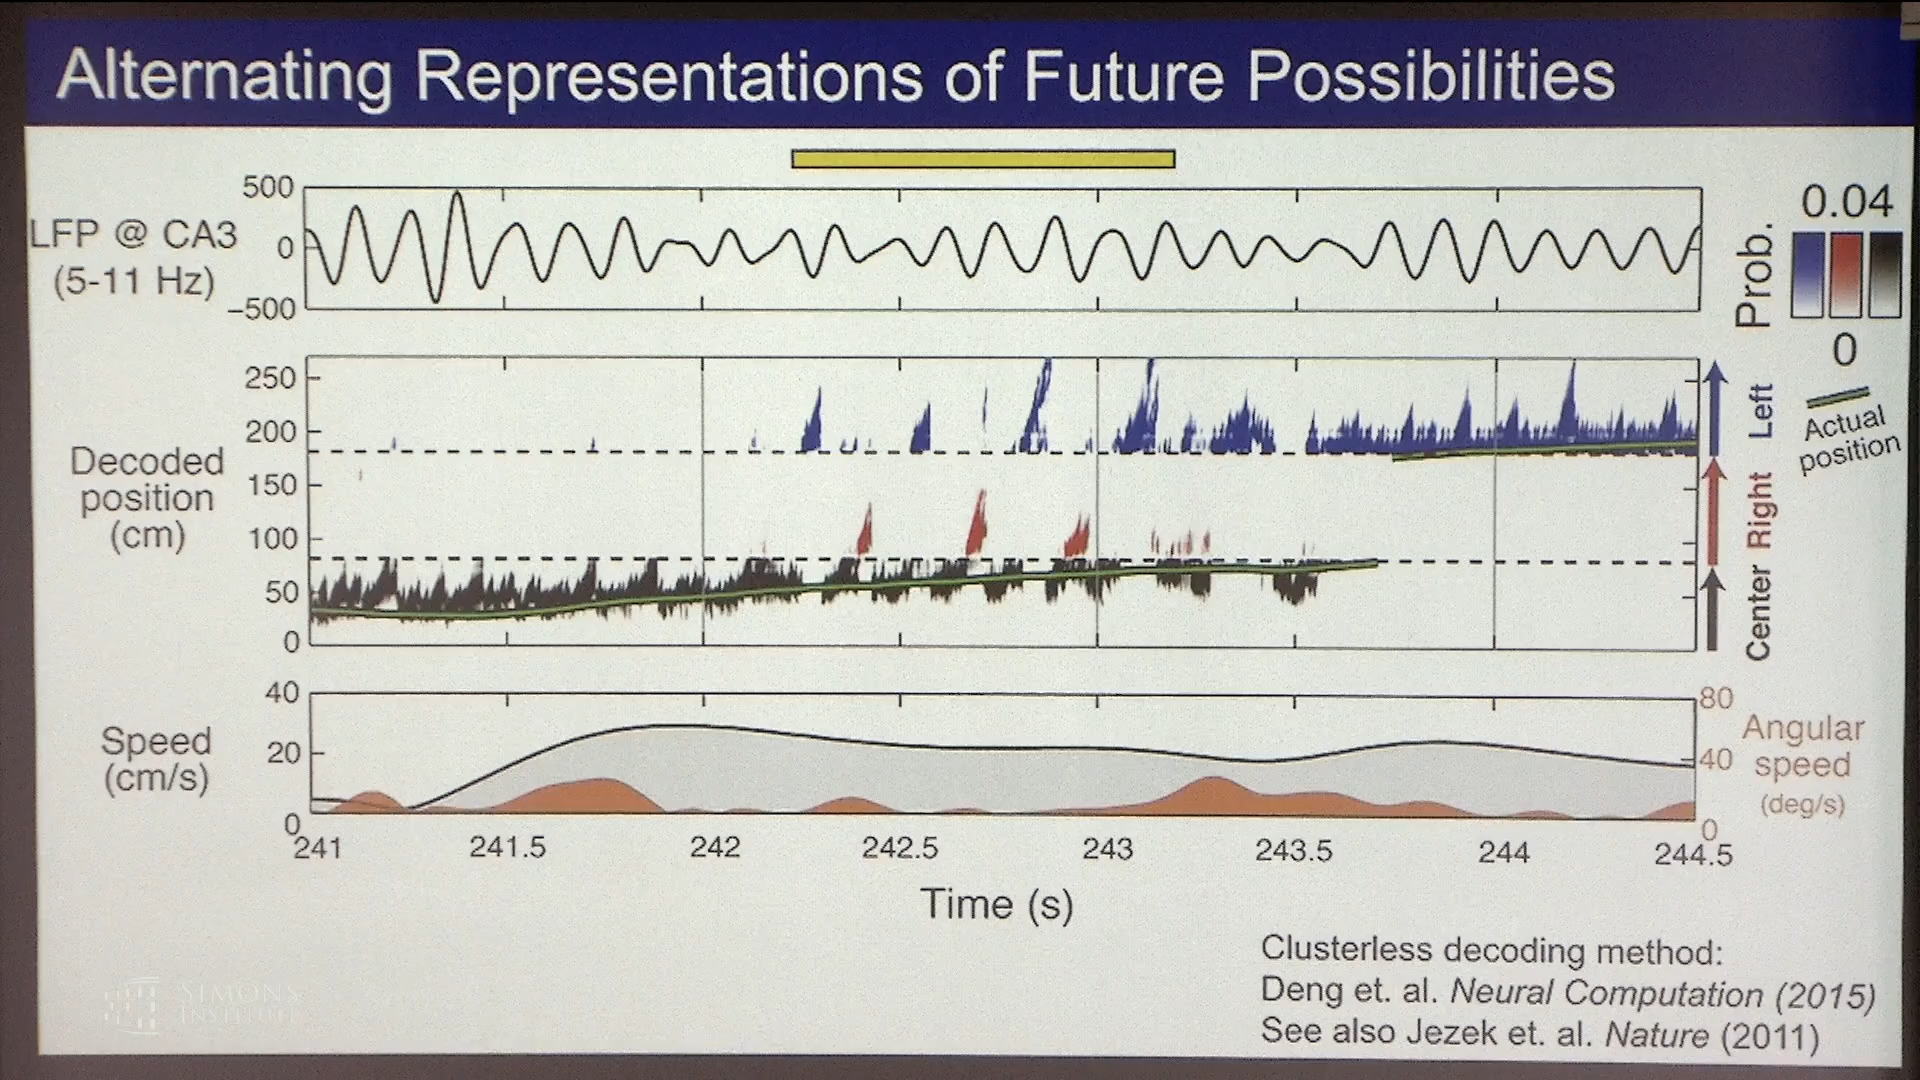 Alternating Representations of Future Possibilities
500
0
−500
LFP @ CA3
(5-11 Hz)
0.04
Prob.
0
Actual
position
250
200
150
100
50
0
Decoded
position
(cm)
Left
Right
Center
40
20
0
Speed
(cm/s)
80
40
0
Angular
speed
(deg/s)
241 241.5 242 242.5 243 243.5 244 244.5
Time (s)
Clusterless decoding method:
Deng et. al. Neural Computation (2015)
See also Jezek et. al. Nature (2011)
SIMONS
INSTITUTE